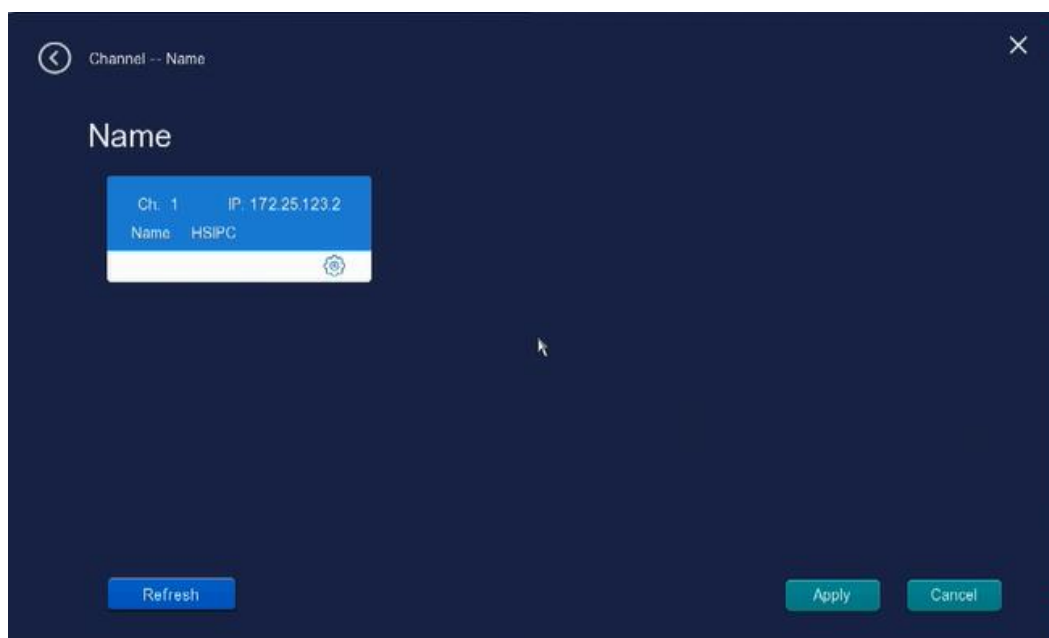 Channel -- Name
Name
Ch. 1 IP. 172.25.123.2
Name HSIPC
Refresh Apply Cancel